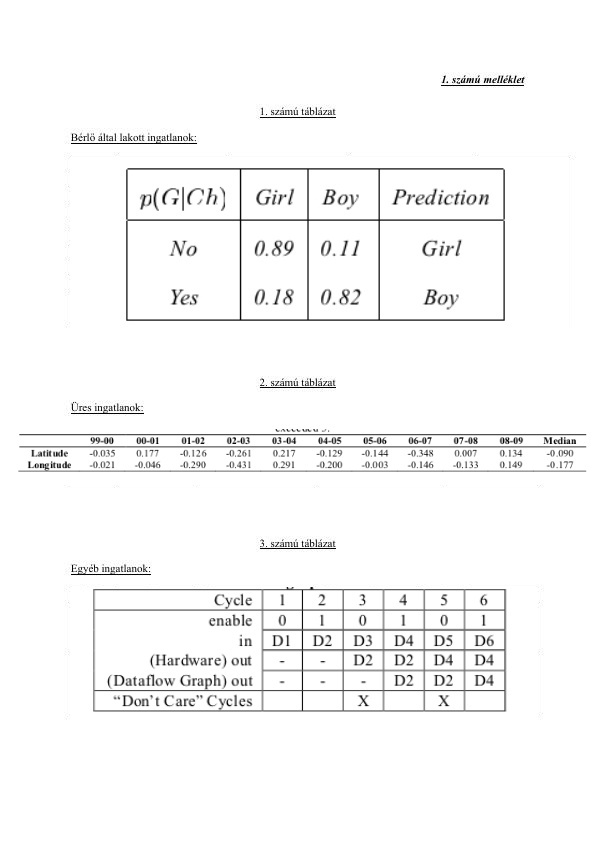 1. számú melléklet
1. számú táblázat
Bérlő által lakott ingatlanok:
p(G|Ch) Girl Boy Prediction
No 0.89 0.11 Girl
Yes 0.18 0.82 Boy
2. számú táblázat
Üres ingatlanok:
99-00 00-01 01-02 02-03 03-04 04-05 05-06 06-07 07-08 08-09 Median
Latitude -0.035 0.177 -0.126 -0.261 0.217 -0.129 -0.144 -0.348 0.007 0.134 -0.090
Longitude -0.021 -0.046 -0.290 -0.431 0.291 -0.200 -0.003 -0.146 -0.133 0.149 -0.177
3. számú táblázat
Egyéb ingatlanok:
Cycle 1 2 3 4 5 6
enable 0 1 0 1 0 1
in D1 D2 D3 D4 D5 D6
(Hardware) out - - D2 D2 D4 D4
(Dataflow Graph) out - - - D2 D2 D4
“Don’t Care” Cycles X X